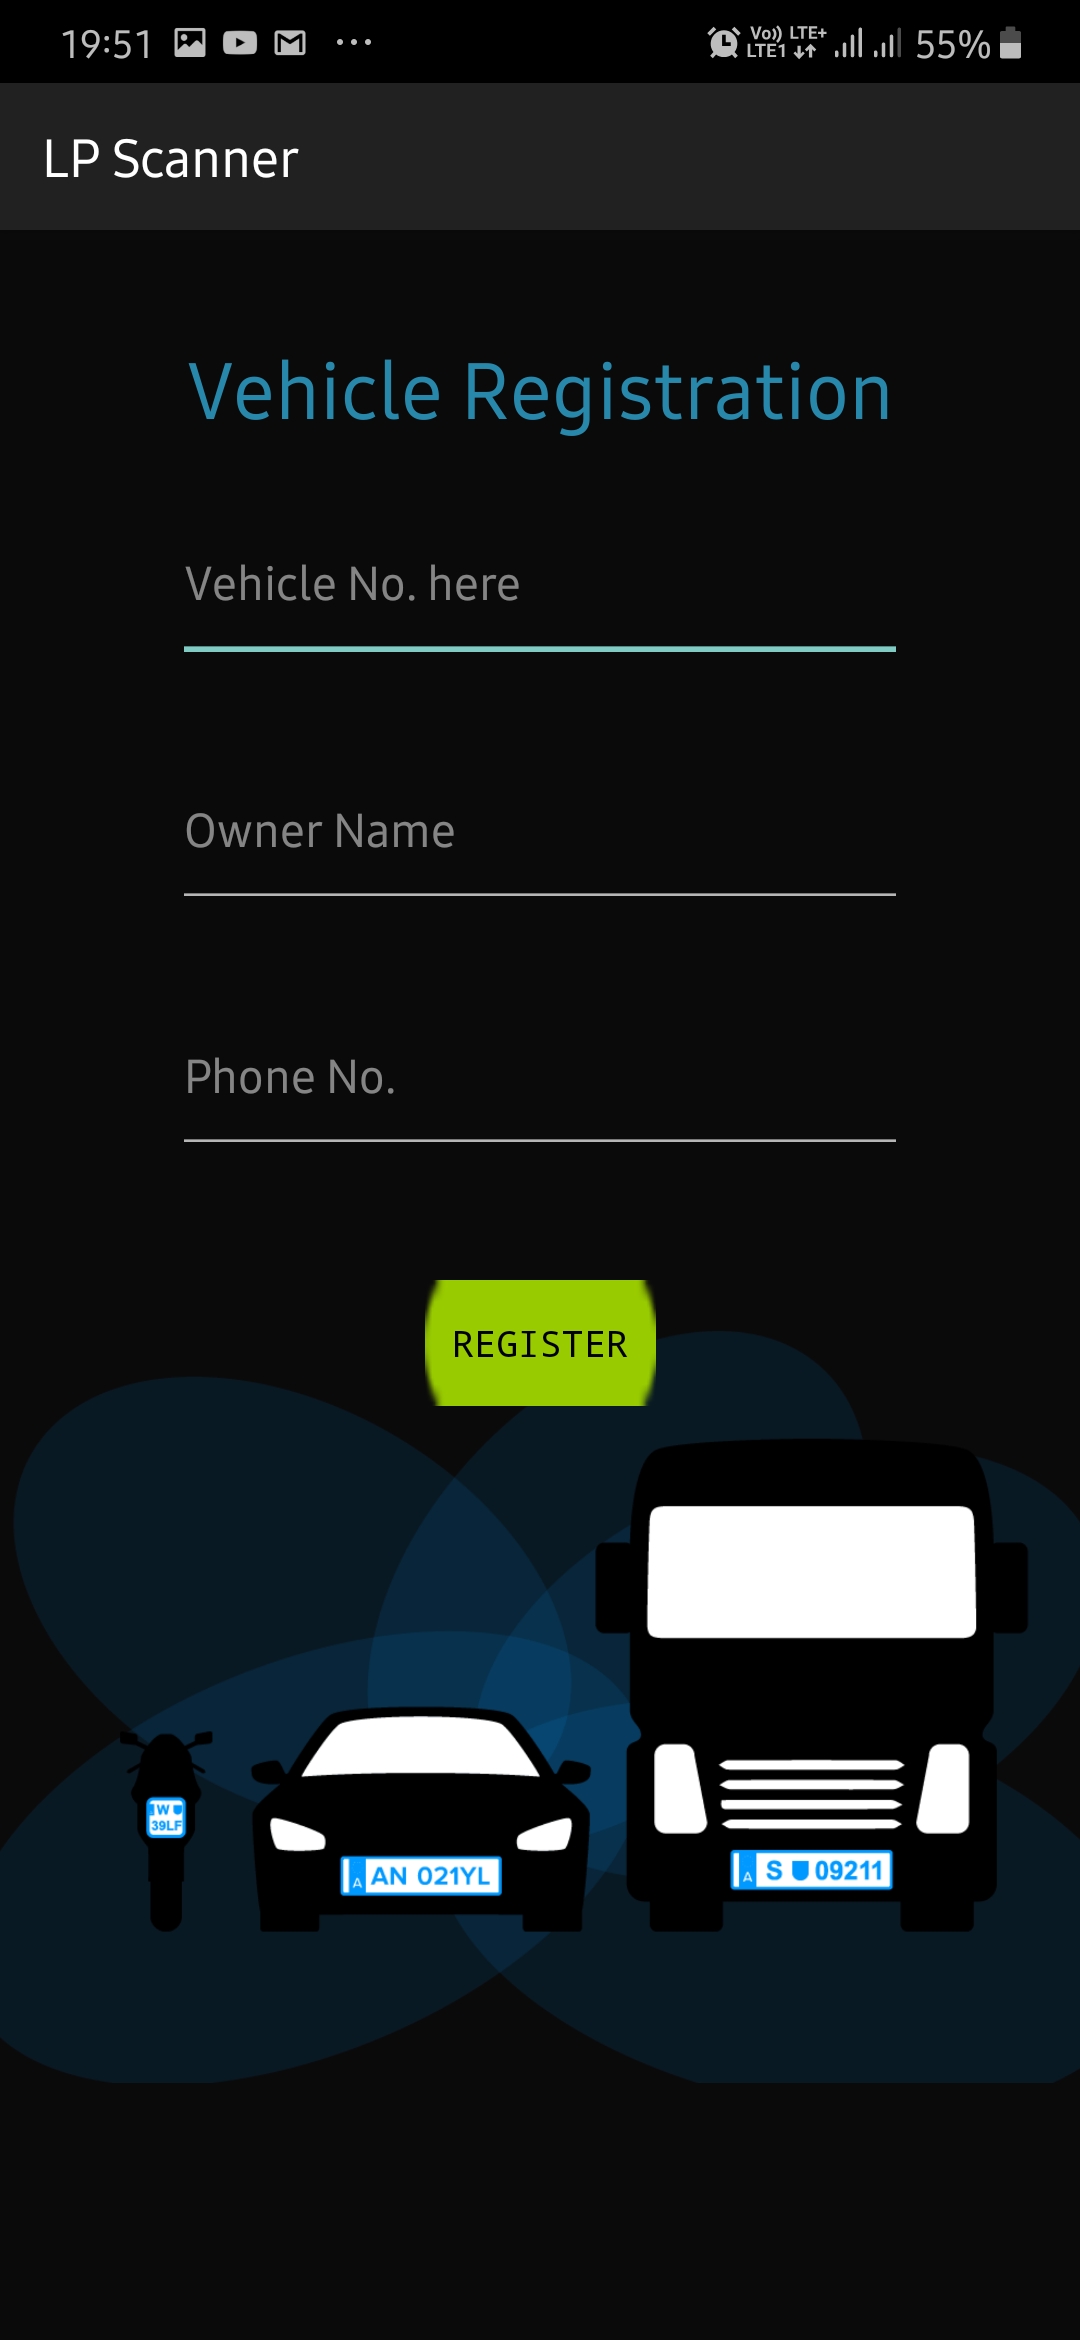 19:51 ... Vo)) LTE+ LTE1 55%
LP Scanner
Vehicle Registration
Vehicle No. here
Owner Name
Phone No.
REGISTER
W
39LF
A AN 021YL
A S 09211